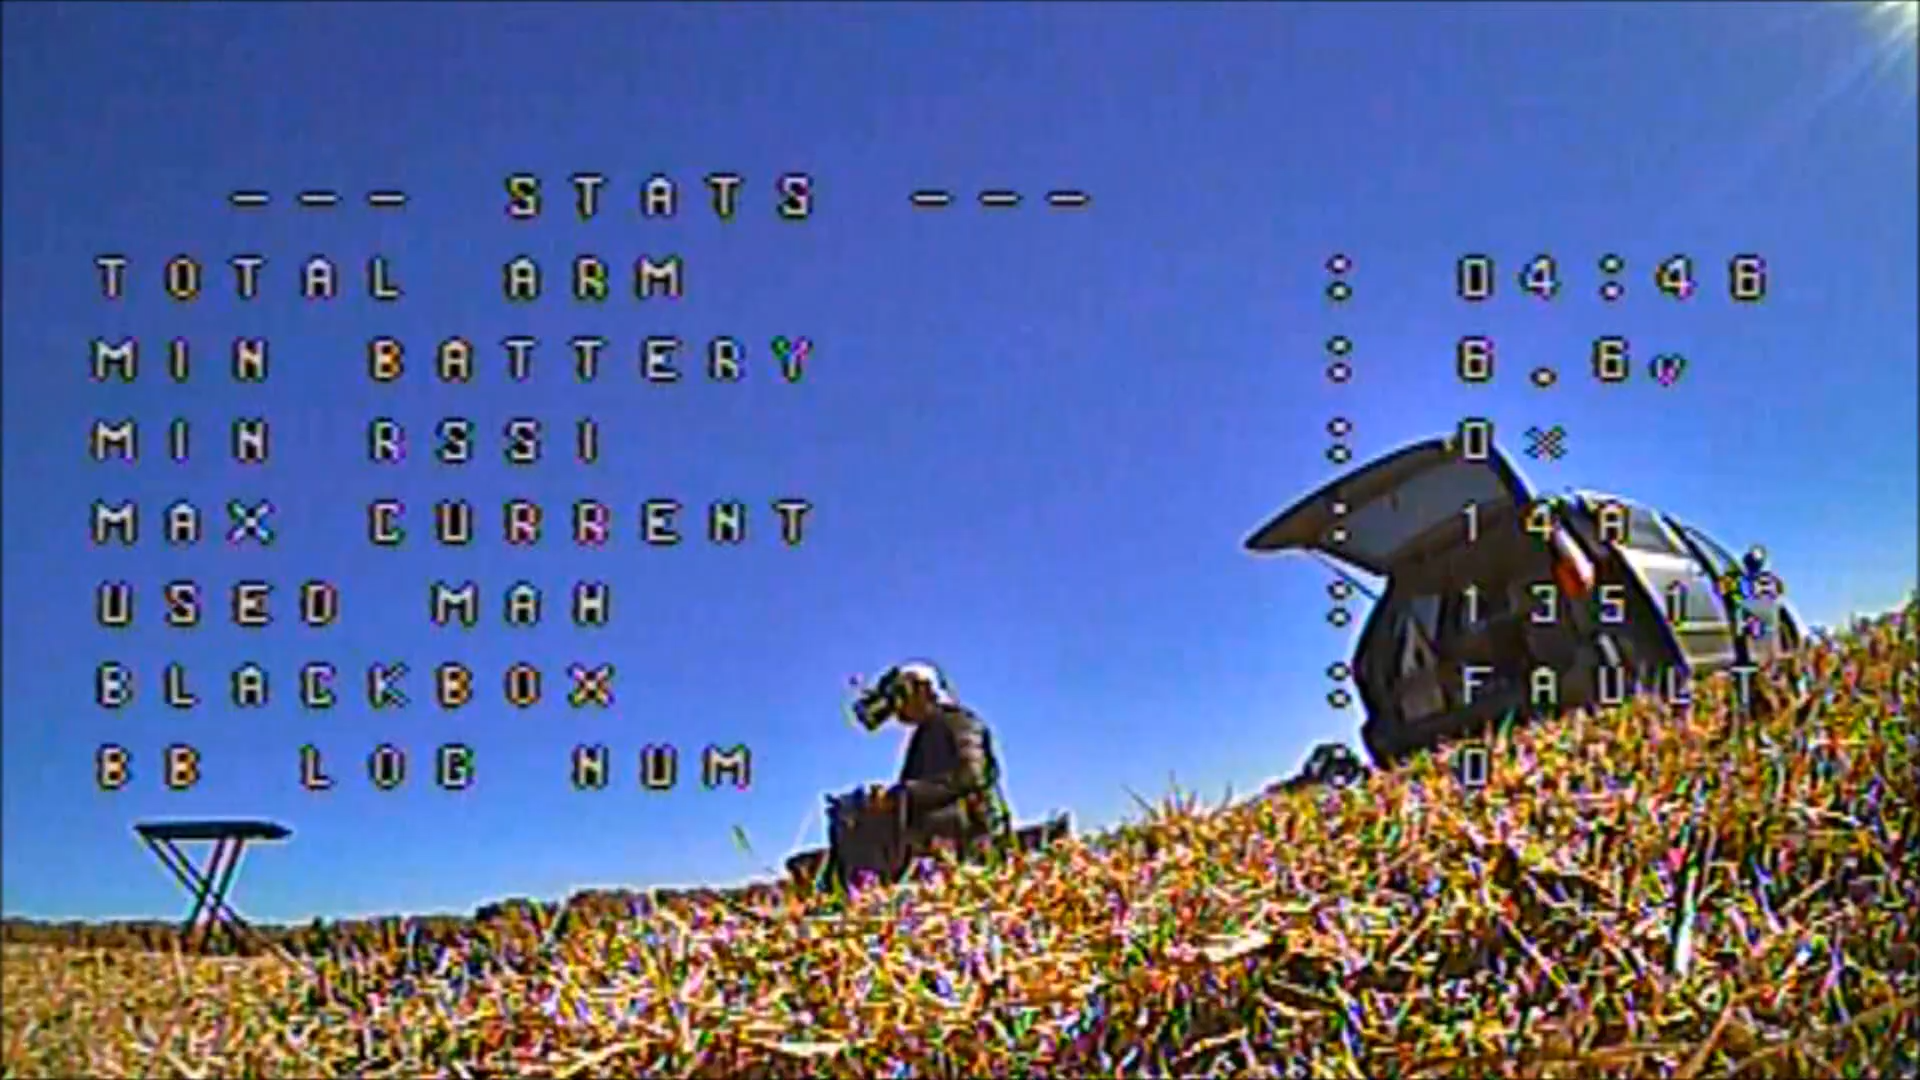 --- STATS ---
TOTAL ARM : 04:46
MIN BATTERY : 6.6V
MIN RSSI : 0%
MAX CURRENT : 14A
USED MAH : 1351mAh
BLACKBOX : FAULT
BB LOG NUM : 0